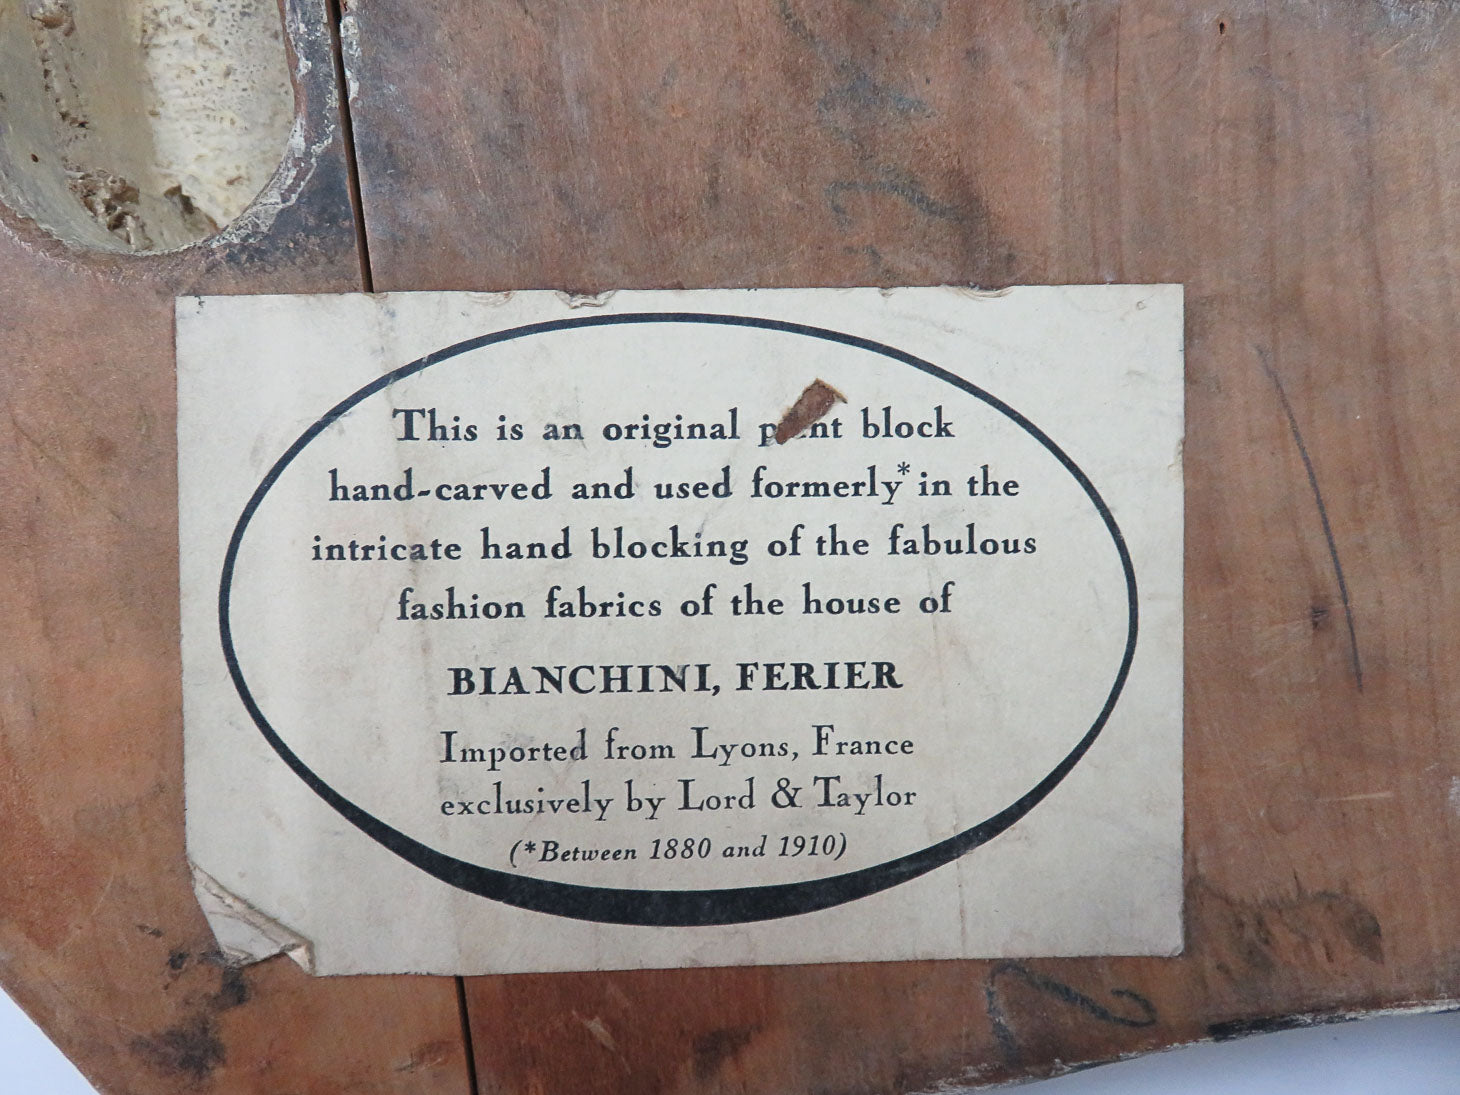 This is an original print block
hand-carved and used formerly* in the
intricate hand blocking of the fabulous
fashion fabrics of the house of
BIANCHINI, FERIER
Imported from Lyons, France
exclusively by Lord & Taylor
(*Between 1880 and 1910)